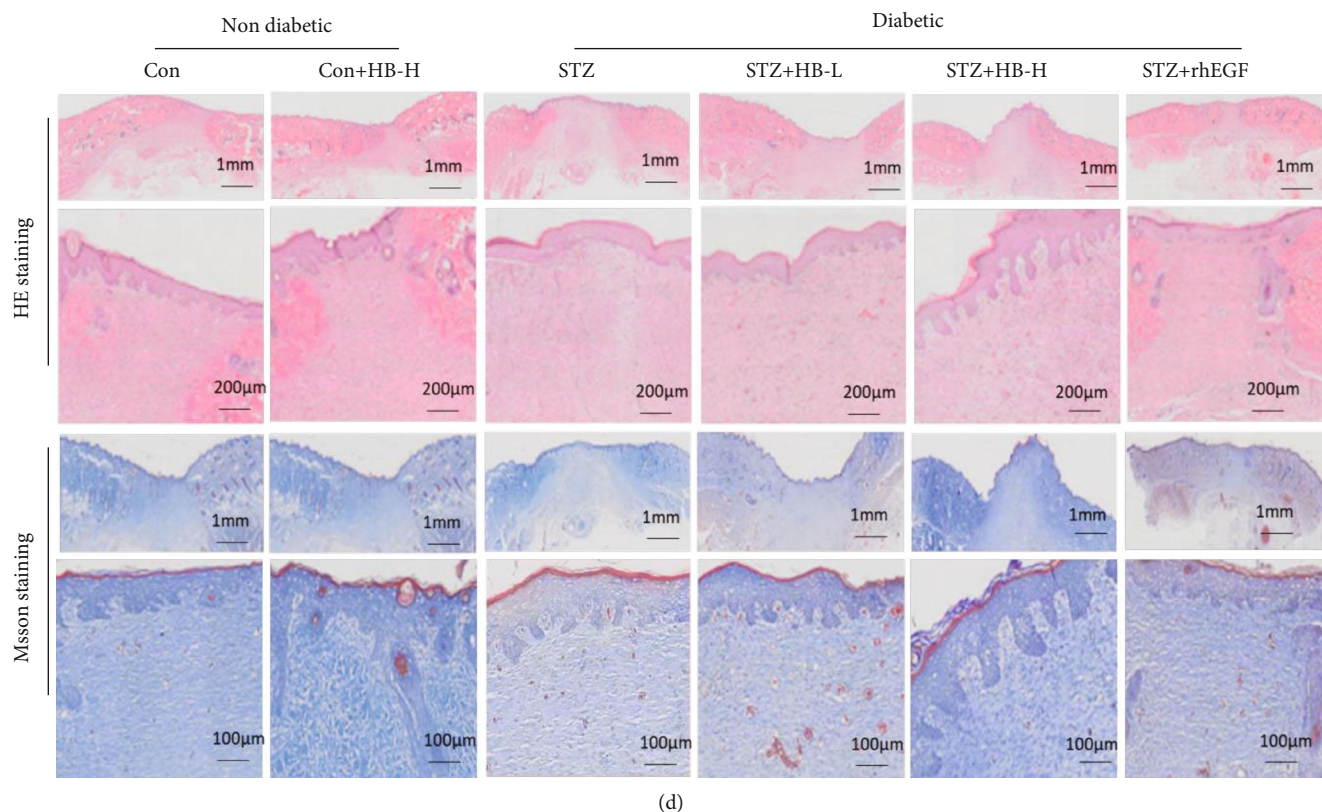 Non diabetic Diabetic
Con Con+HB-H STZ STZ+HB-L STZ+HB-H STZ+rhEGF
HE staining
1mm 1mm 1mm 1mm 1mm 1mm
200μm 200μm 200μm 200μm 200μm 200μm
Msson staining
1mm 1mm 1mm 1mm 1mm 1mm
100μm 100μm 100μm 100μm 100μm 100μm
(d)